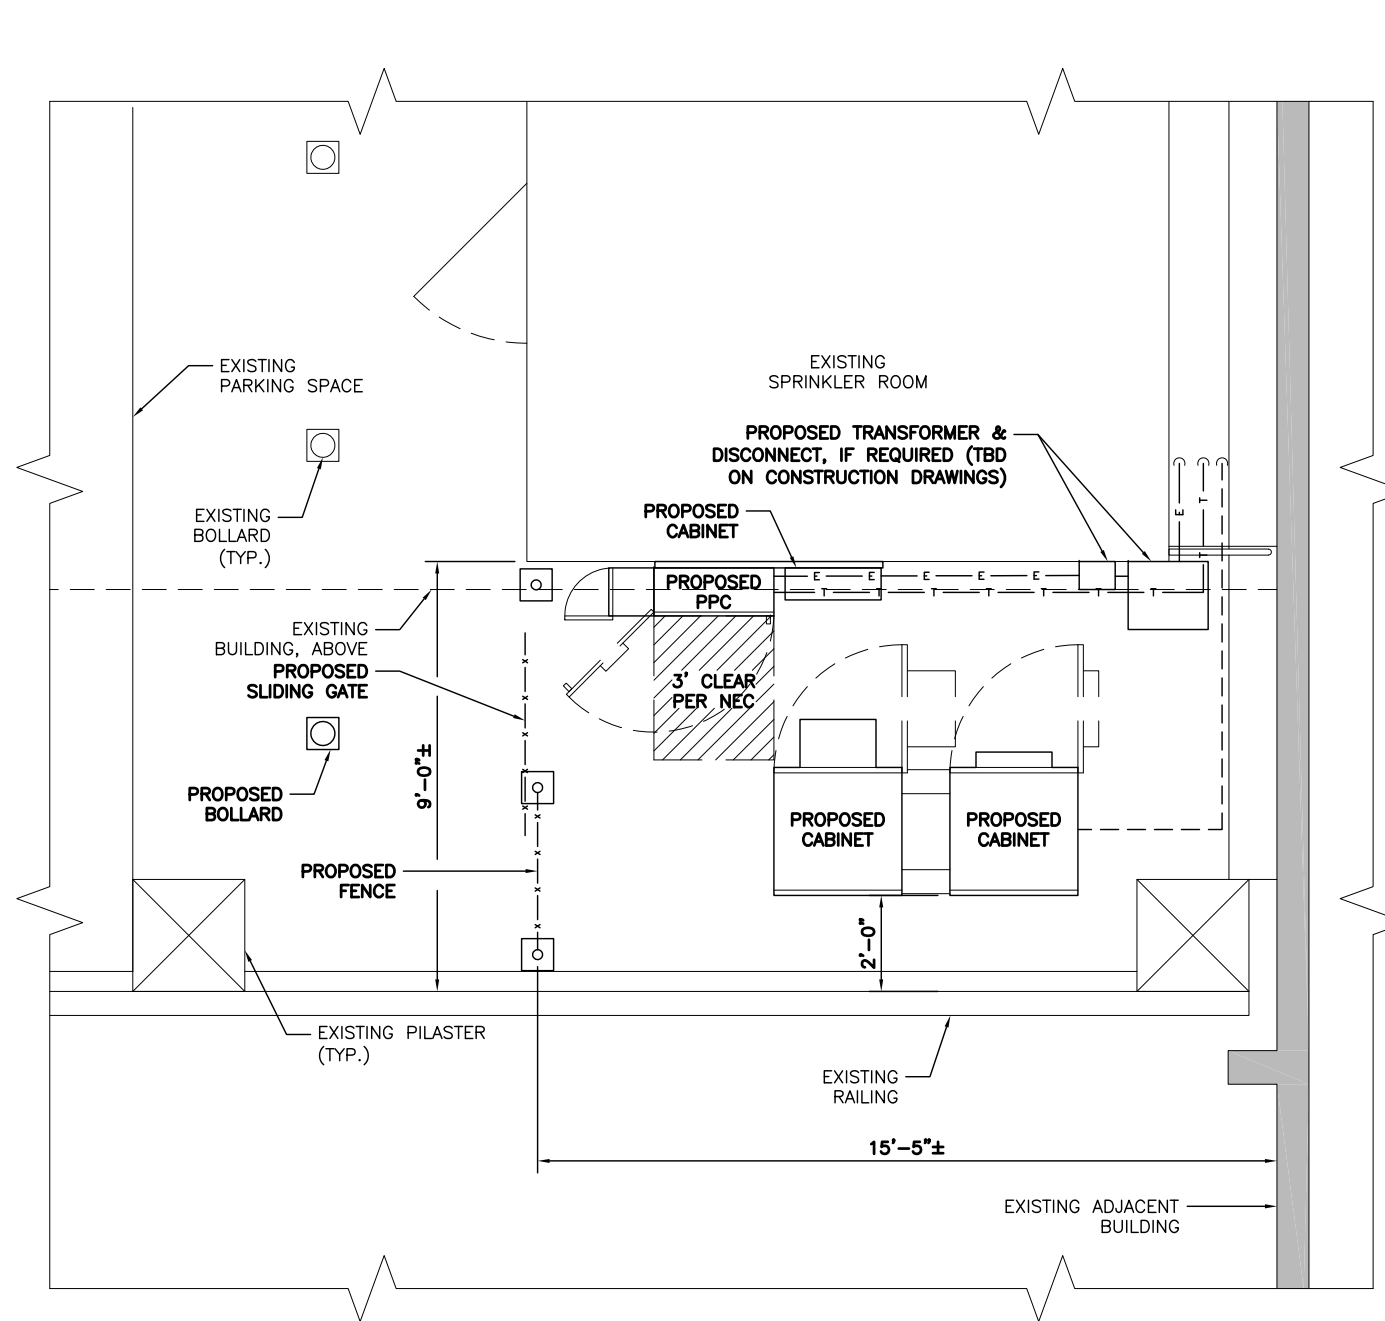 EXISTING
PARKING SPACE
EXISTING
SPRINKLER ROOM
PROPOSED TRANSFORMER &
DISCONNECT, IF REQUIRED (TBD
ON CONSTRUCTION DRAWINGS)
PROPOSED
CABINET
EXISTING
BOLLARD
(TYP.)
E
T
T
PROPOSED
PPC
E E E E E
T T T T T T T
EXISTING
BUILDING, ABOVE
PROPOSED
SLIDING GATE
3' CLEAR
PER NEC
9'-0"±
PROPOSED
BOLLARD
PROPOSED
CABINET
PROPOSED
CABINET
PROPOSED
FENCE
2'-0"
EXISTING PILASTER
(TYP.)
EXISTING
RAILING
15'-5"±
EXISTING ADJACENT
BUILDING